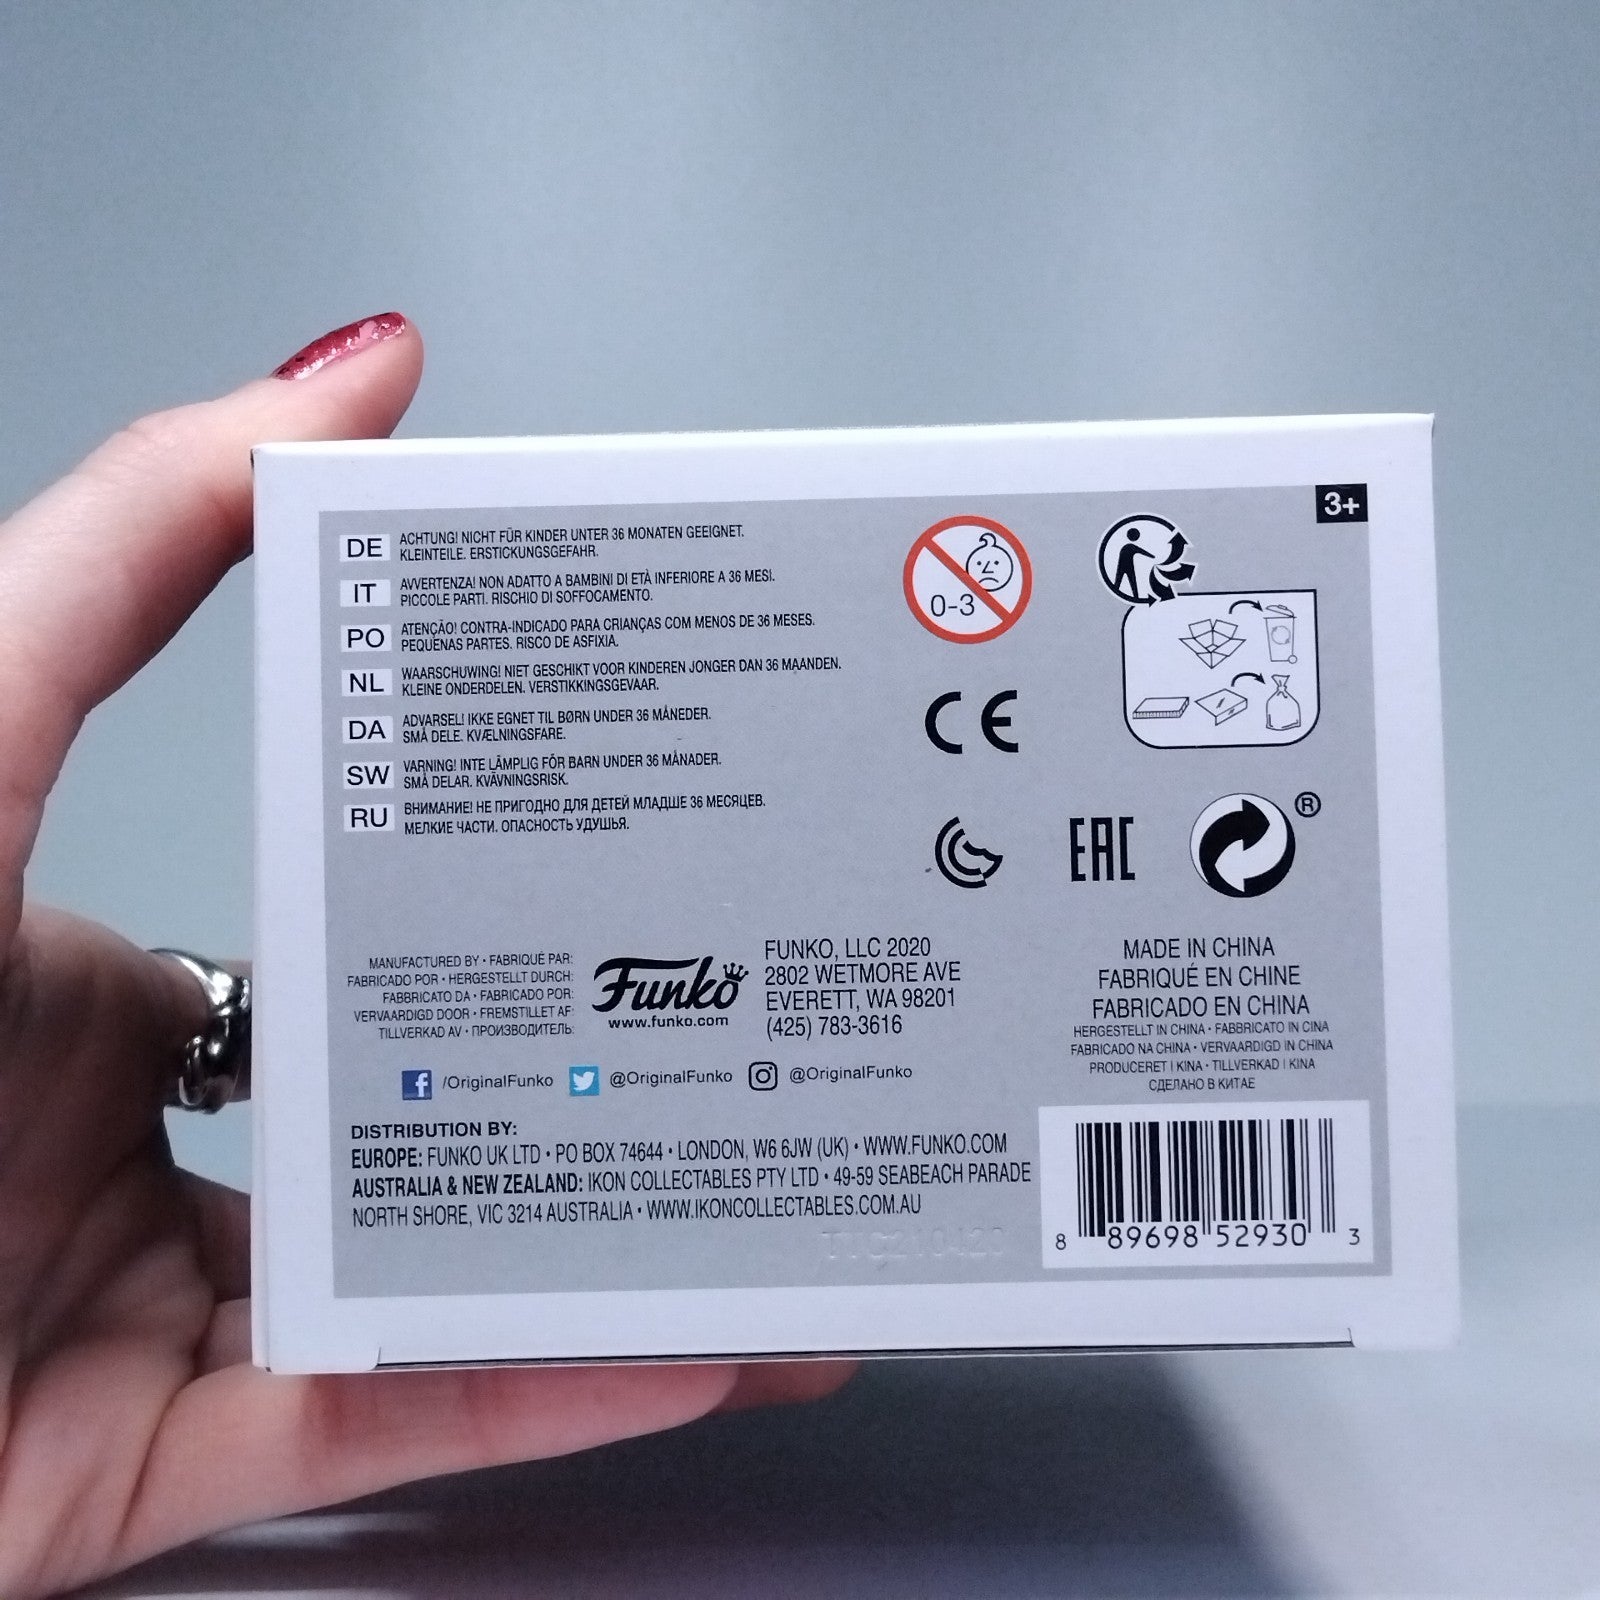 3+
DE
ACHTUNG! NICHT FÜR KINDER UNTER 36 MONATEN GEEIGNET.
KLEINTEILE. ERSTICKUNGSGEFAHR.
IT
AVVERTENZA! NON ADATTO A BAMBINI DI ETÀ INFERIORE A 36 MESI.
PICCOLE PARTI. RISCHIO DI SOFFOCAMENTO.
PO
ATENÇÃO! CONTRA-INDICADO PARA CRIANÇAS COM MENOS DE 36 MESES.
PEQUENAS PARTES. RISCO DE ASFIXIA.
NL
WAARSCHUWING! NIET GESCHIKT VOOR KINDEREN JONGER DAN 36 MAANDEN.
KLEINE ONDERDELEN. VERSTIKKINGSGEVAAR.
DA
ADVARSEL! IKKE EGNET TIL BØRN UNDER 36 MÅNEDER.
SMÅ DELE. KVÆLNINGSFARE.
SW
VARNING! INTE LÄMPLIG FÖR BARN UNDER 36 MÅNADER.
SMÅ DELAR. KVÄVNINGSRISK.
RU
ВНИМАНИЕ! НЕ ПРИГОДНО ДЛЯ ДЕТЕЙ МЛАДШЕ 36 МЕСЯЦЕВ.
МЕЛКИЕ ЧАСТИ. ОПАСНОСТЬ УДУШЬЯ.
0-3
CE
EAC
®
MANUFACTURED BY • FABRIQUÉ PAR:
FABRICADO POR • HERGESTELLT DURCH:
FABBRICATO DA • FABRICADO POR:
VERVAARDIGD DOOR • FREMSTILLET AF:
TILLVERKAD AV • ПРОИЗВОДИТЕЛЬ:
Funko
www.funko.com
FUNKO, LLC 2020
2802 WETMORE AVE
EVERETT, WA 98201
(425) 783-3616
MADE IN CHINA
FABRIQUÉ EN CHINE
FABRICADO EN CHINA
HERGESTELLT IN CHINA • FABBRICATO IN CINA
FABRICADO NA CHINA • VERVAARDIGD IN CHINA
PRODUCERET I KINA • TILLVERKAD I KINA
СДЕЛАНО В КИТАЕ
f /OriginalFunko @OriginalFunko @OriginalFunko
DISTRIBUTION BY:
EUROPE: FUNKO UK LTD • PO BOX 74644 • LONDON, W6 6JW (UK) • WWW.FUNKO.COM
AUSTRALIA & NEW ZEALAND: IKON COLLECTABLES PTY LTD • 49-59 SEABEACH PARADE
NORTH SHORE, VIC 3214 AUSTRALIA • WWW.IKONCOLLECTABLES.COM.AU
8 89698 52930 3